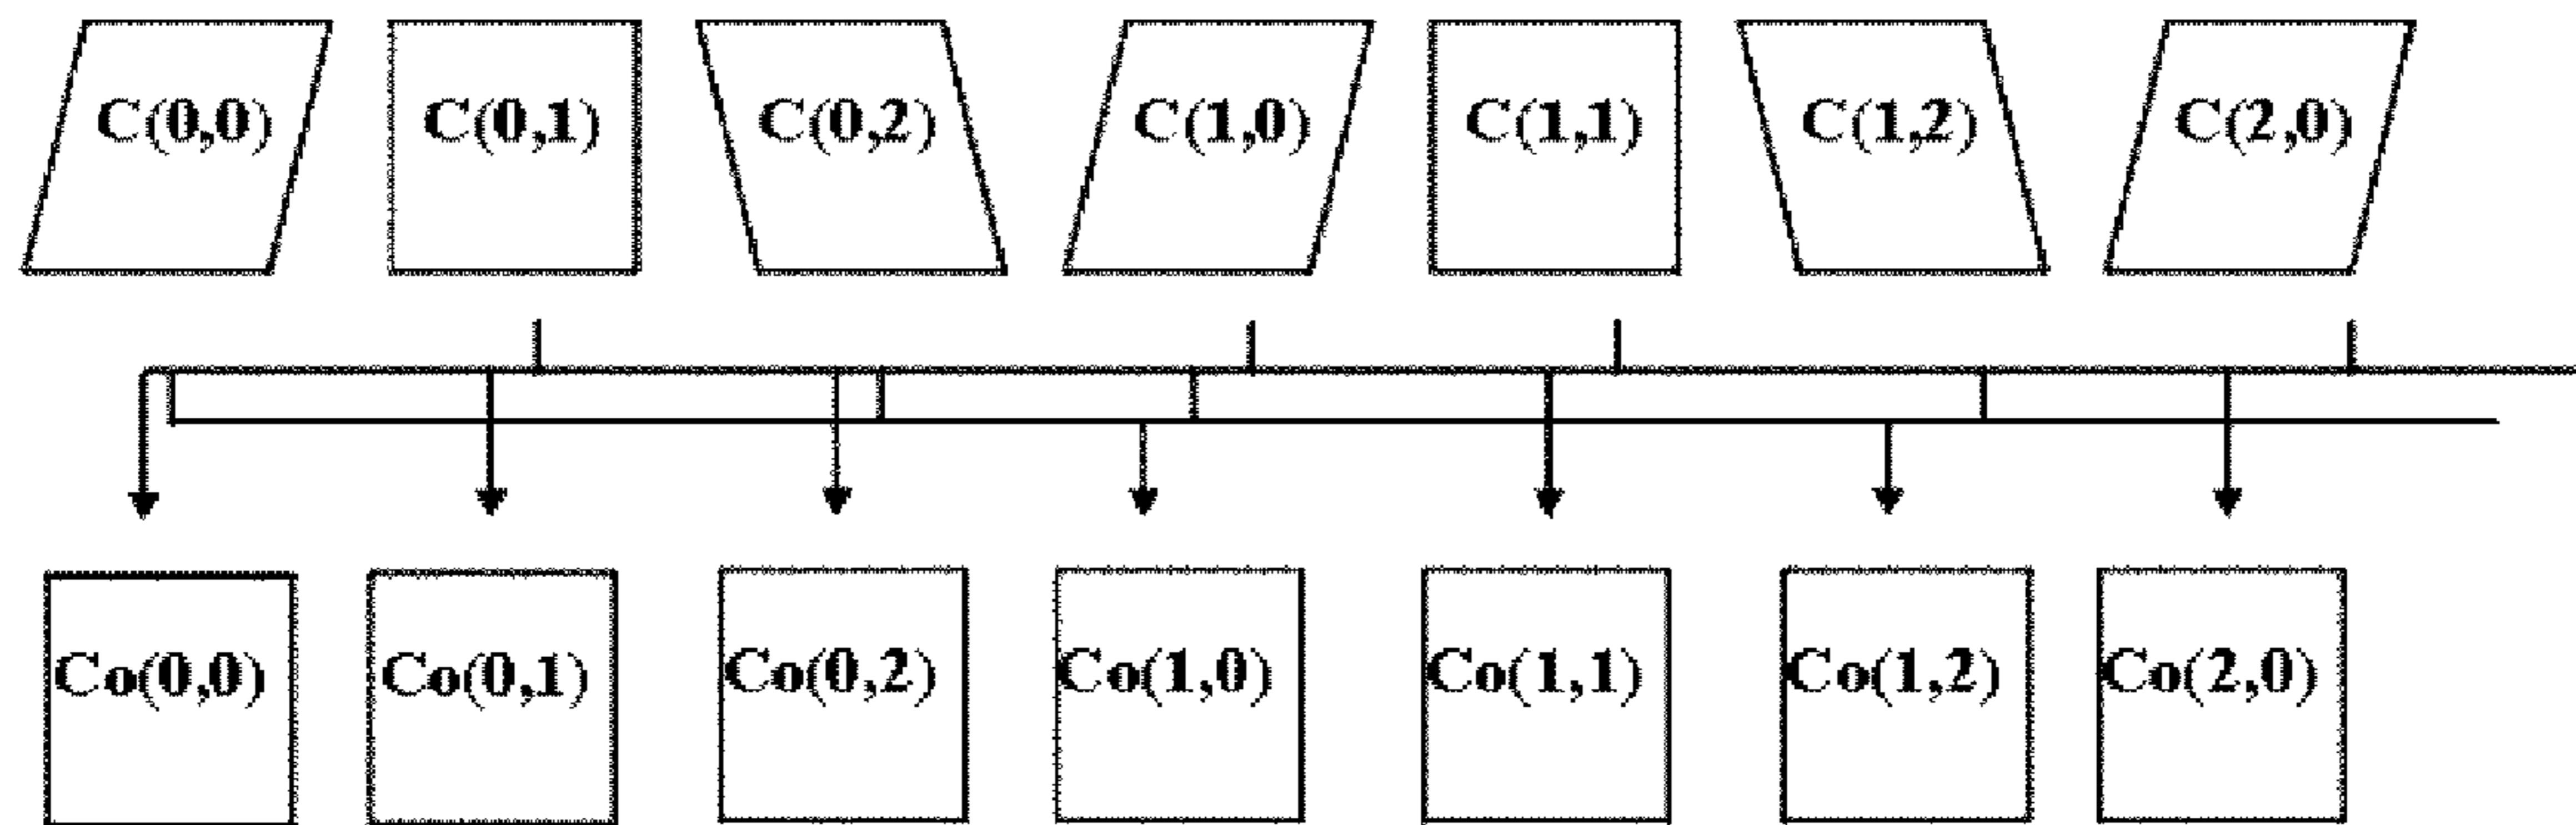 C(0,0) C(0,1) C(0,2) C(1,0) C(1,1) C(1,2) C(2,0)
Co(0,0) Co(0,1) Co(0,2) Co(1,0) Co(1,1) Co(1,2) Co(2,0)